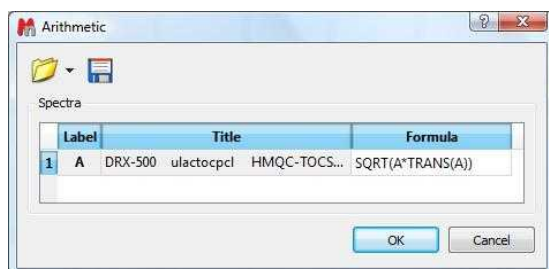 Arithmetic
Spectra
Label Title Formula
1 A DRX-500 ulactocpcl HMQC-TOCS... SQRT(A*TRANS(A))
OK Cancel